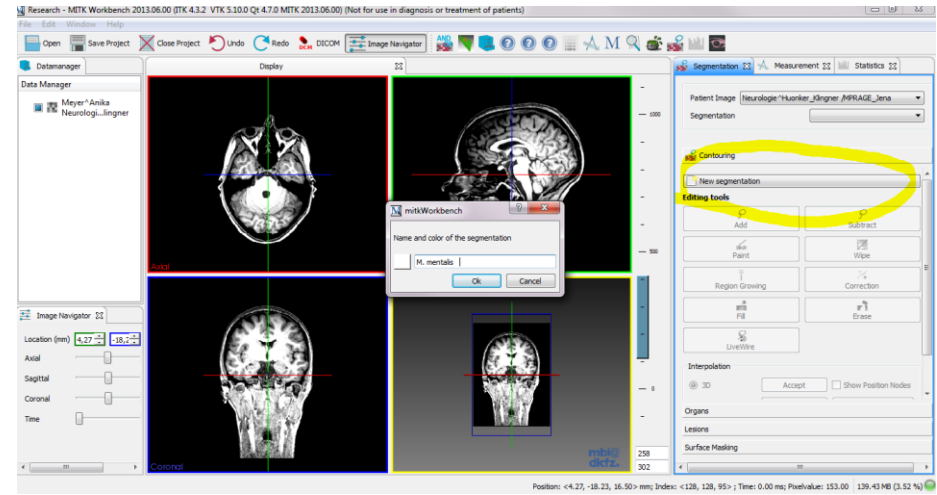 Research - MITK Workbench 2013.06.00 (ITK 4.3.2 VTK 5.10.0 Qt 4.7.0 MITK 2013.06.00) (Not for use in diagnosis or treatment of patients)
File Edit Window Help
Open Save Project Close Project Undo Redo DICOM Image Navigator
Datamanager
Display
Segmentation Measurement Statistics
Data Manager
Meyer^Anika
Neurologi...lingner
Patient Image Neurologie^Huonker_Klingner /MPRAGE_Jena
Segmentation
Contouring
New segmentation
Editing tools
Add Subtract
Paint Wipe
Region Growing Correction
Fill Erase
LiveWire
Interpolation
3D Accept Show Position Nodes
Organs
Lesions
Surface Masking
mitkWorkbench
Name and color of the segmentation
M. mentalis
Ok Cancel
Axial
Coronal
1000
500
0
258
302
mbi
dkfz.
Image Navigator
Location (mm) 4,27 -18,2
Axial
Sagittal
Coronal
Time
Position: <4.27, -18.23, 16.50> mm; Index: <128, 128, 95> ; Time: 0.00 ms; Pixelvalue: 153.00 139.43 MB (3.52 %)